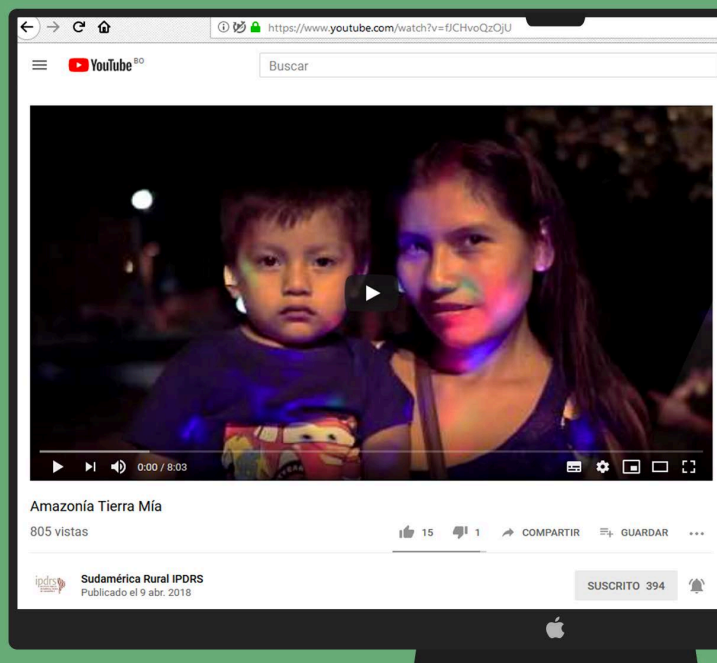 https://www.youtube.com/watch?v=fJCHvoQzOjU
YouTube BO
Buscar
0:00 / 8:03
Amazonía Tierra Mía
805 vistas
15 1 COMPARTIR GUARDAR
ipdrs
Sudamérica Rural IPDRS
Publicado el 9 abr. 2018
SUSCRITO 394